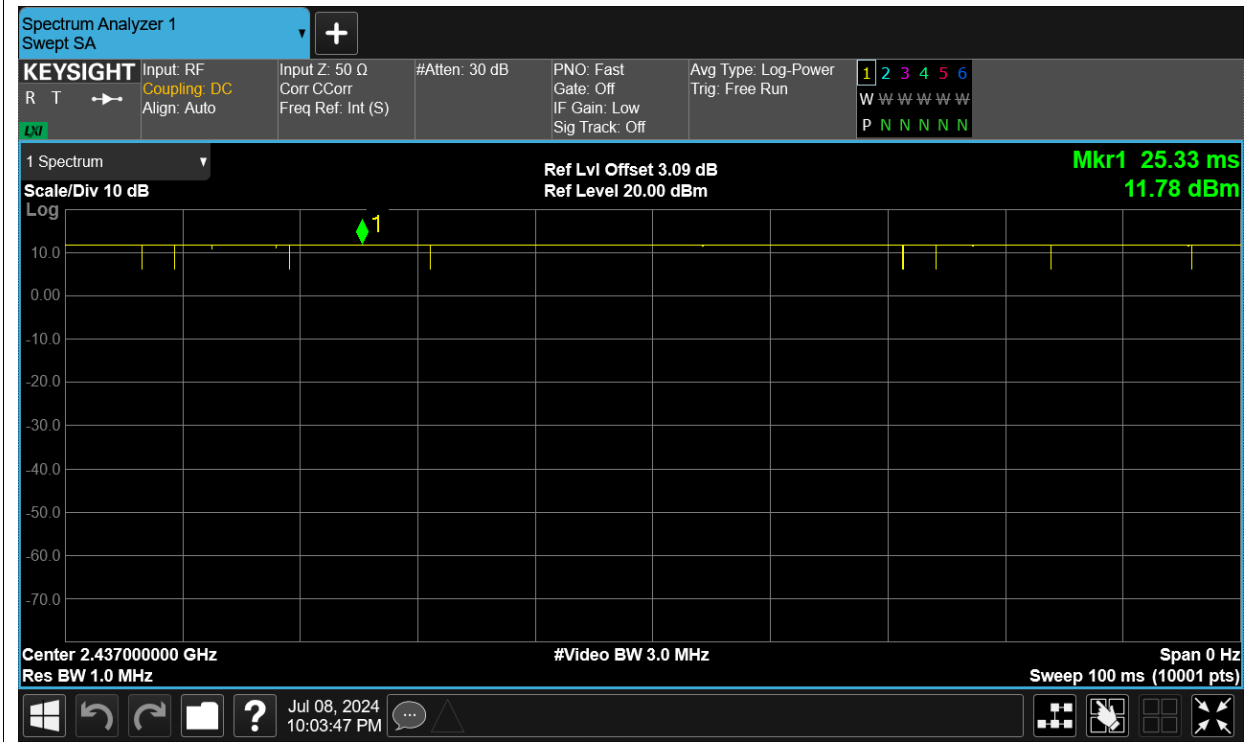 Spectrum Analyzer 1
Swept SA
KEYSIGHT
R T
LXI
Input: RF
Coupling: DC
Align: Auto
Input Z: 50 Ω
Corr CCorr
Freq Ref: Int (S)
#Atten: 30 dB
PNO: Fast
Gate: Off
IF Gain: Low
Sig Track: Off
Avg Type: Log-Power
Trig: Free Run
1 2 3 4 5 6
W W W W W W
P N N N N N
1 Spectrum
Scale/Div 10 dB
Ref Lvl Offset 3.09 dB
Ref Level 20.00 dBm
Mkr1 25.33 ms
11.78 dBm
Log
1
10.0
0.00
-10.0
-20.0
-30.0
-40.0
-50.0
-60.0
-70.0
Center 2.437000000 GHz
#Video BW 3.0 MHz
Span 0 Hz
Res BW 1.0 MHz
Sweep 100 ms (10001 pts)
?
Jul 08, 2024
10:03:47 PM